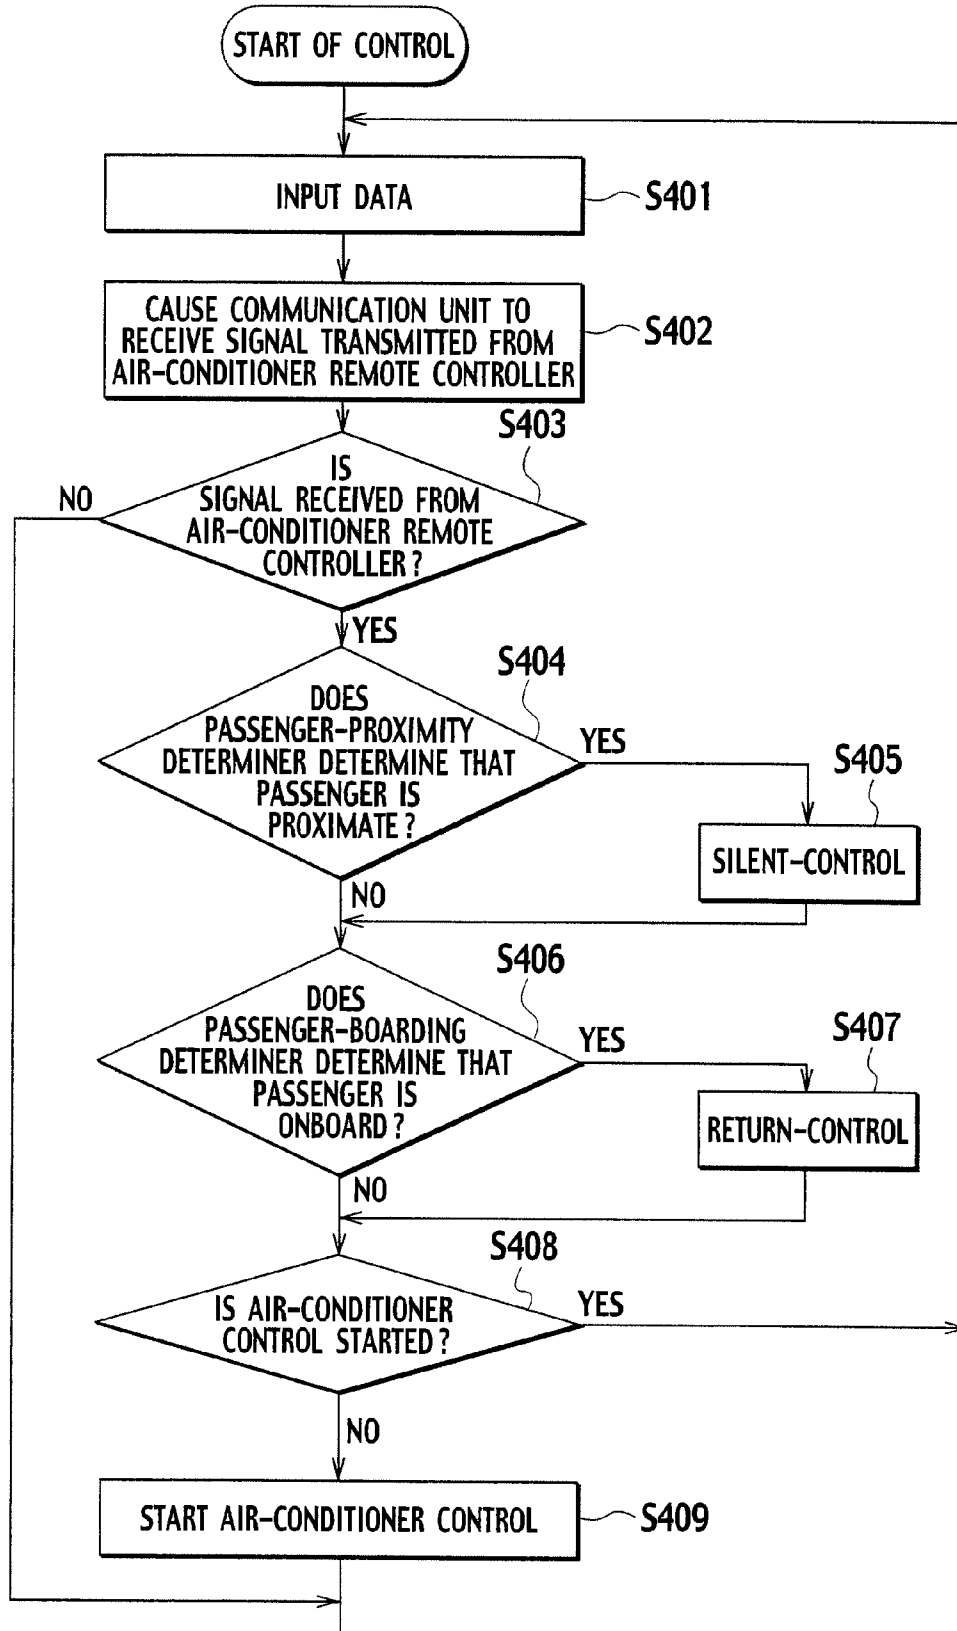 START OF CONTROL
INPUT DATA
S401
CAUSE COMMUNICATION UNIT TO
RECEIVE SIGNAL TRANSMITTED FROM
AIR-CONDITIONER REMOTE CONTROLLER
S402
S403
IS
SIGNAL RECEIVED FROM
AIR-CONDITIONER REMOTE
CONTROLLER?
NO
YES
S404
DOES
PASSENGER-PROXIMITY
DETERMINER DETERMINE THAT
PASSENGER IS
PROXIMATE?
YES
S405
SILENT-CONTROL
NO
S406
DOES
PASSENGER-BOARDING
DETERMINER DETERMINE THAT
PASSENGER IS
ONBOARD?
YES
S407
RETURN-CONTROL
NO
S408
IS AIR-CONDITIONER
CONTROL STARTED?
YES
NO
START AIR-CONDITIONER CONTROL
S409